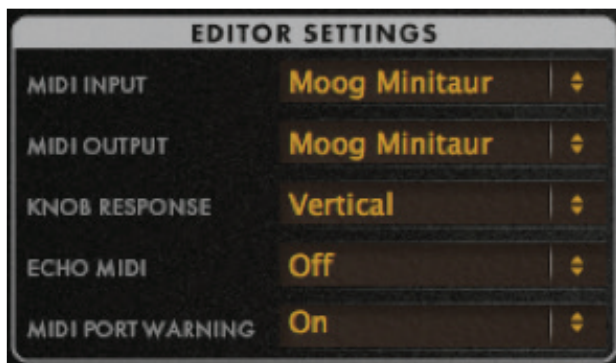 EDITOR SETTINGS
MIDI INPUT Moog Minitaur
MIDI OUTPUT Moog Minitaur
KNOB RESPONSE Vertical
ECHO MIDI Off
MIDI PORT WARNING On